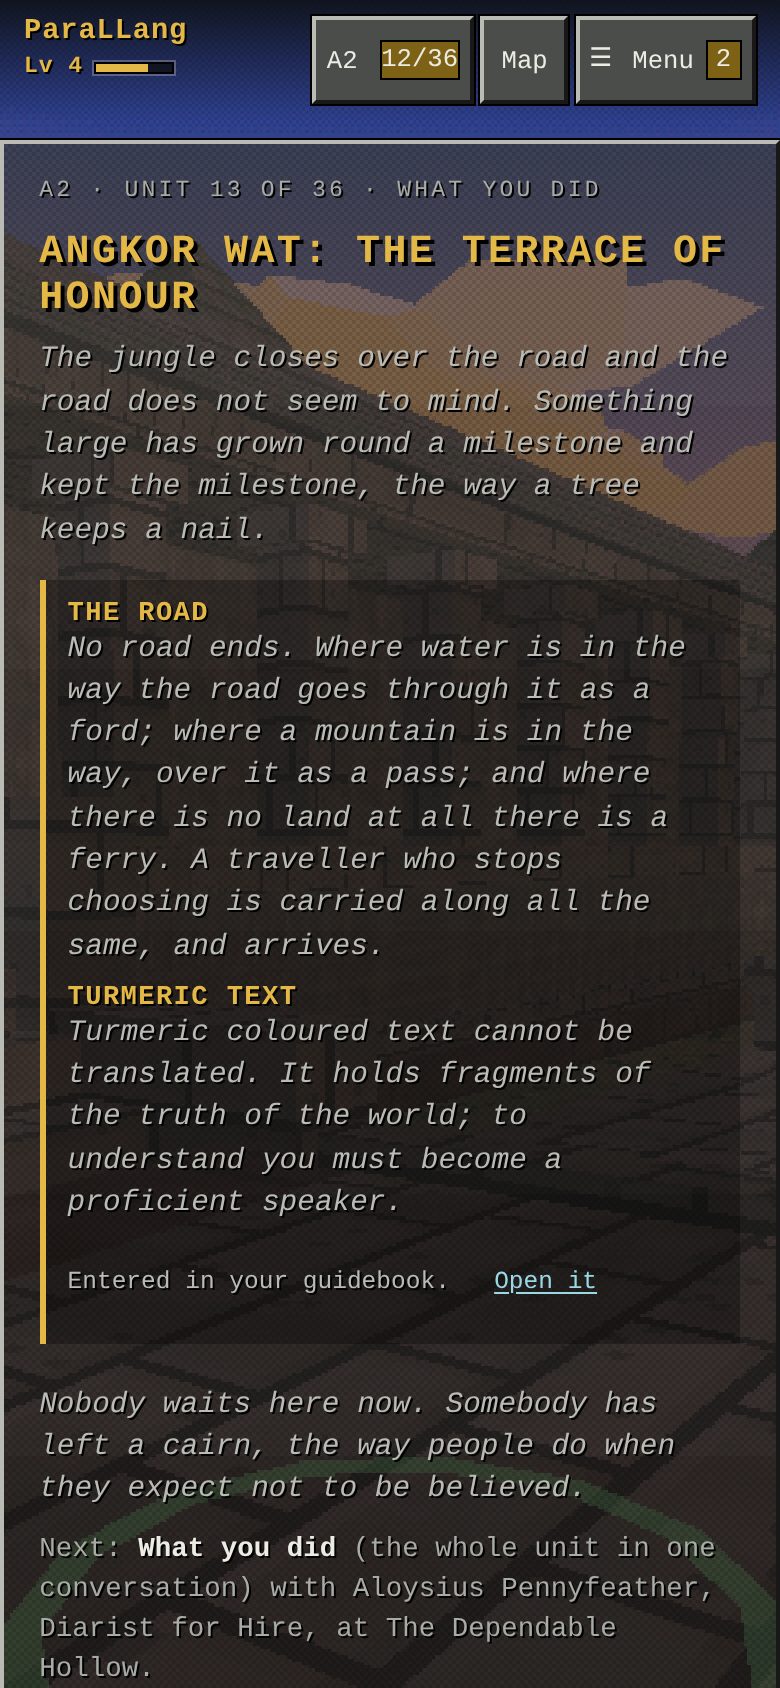 ParaLLang
Lv 4
A2 12/36
Map
☰ Menu 2
A2 · UNIT 13 OF 36 · WHAT YOU DID
ANGKOR WAT: THE TERRACE OF
HONOUR
The jungle closes over the road and the
road does not seem to mind. Something
large has grown round a milestone and
kept the milestone, the way a tree
keeps a nail.
THE ROAD
No road ends. Where water is in the
way the road goes through it as a
ford; where a mountain is in the
way, over it as a pass; and where
there is no land at all there is a
ferry. A traveller who stops
choosing is carried along all the
same, and arrives.
TURMERIC TEXT
Turmeric coloured text cannot be
translated. It holds fragments of
the truth of the world; to
understand you must become a
proficient speaker.
Entered in your guidebook. Open it
Nobody waits here now. Somebody has
left a cairn, the way people do when
they expect not to be believed.
Next: What you did (the whole unit in one
conversation) with Aloysius Pennyfeather,
Diarist for Hire, at The Dependable
Hollow.